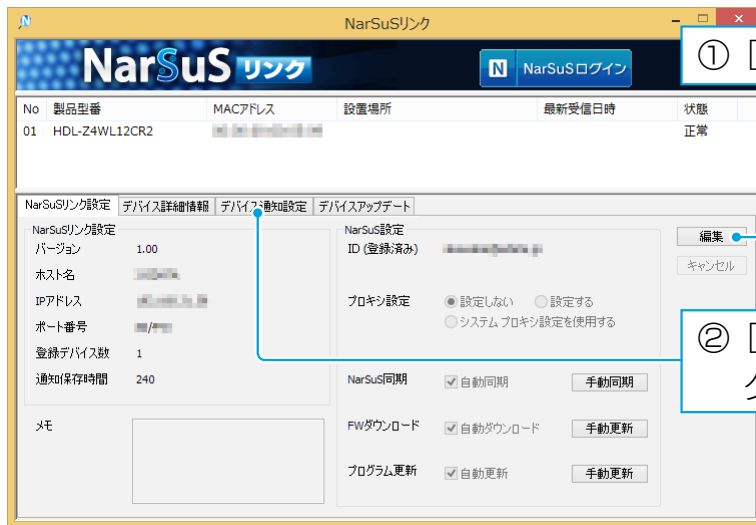 NarSuSリンク
NarSuS リンク
N NarSuSログイン
①[
No 製品型番 MACアドレス 設置場所 最新受信日時 状態
01 HDL-Z4WL12CR2 正常
NarSuSリンク設定 デバイス詳細情報 デバイス通知設定 デバイスアップデート
NarSuSリンク設定
バージョン 1.00
ホスト名
IPアドレス
ポート番号
登録デバイス数 1
通知保存時間 240
メモ
NarSuS設定
ID (登録済み)
プロキシ設定 設定しない 設定する
システム プロキシ設定を使用する
NarSuS同期 自動同期 手動同期
FWダウンロード 自動ダウンロード 手動更新
プログラム更新 自動更新 手動更新
編集
キャンセル
②[